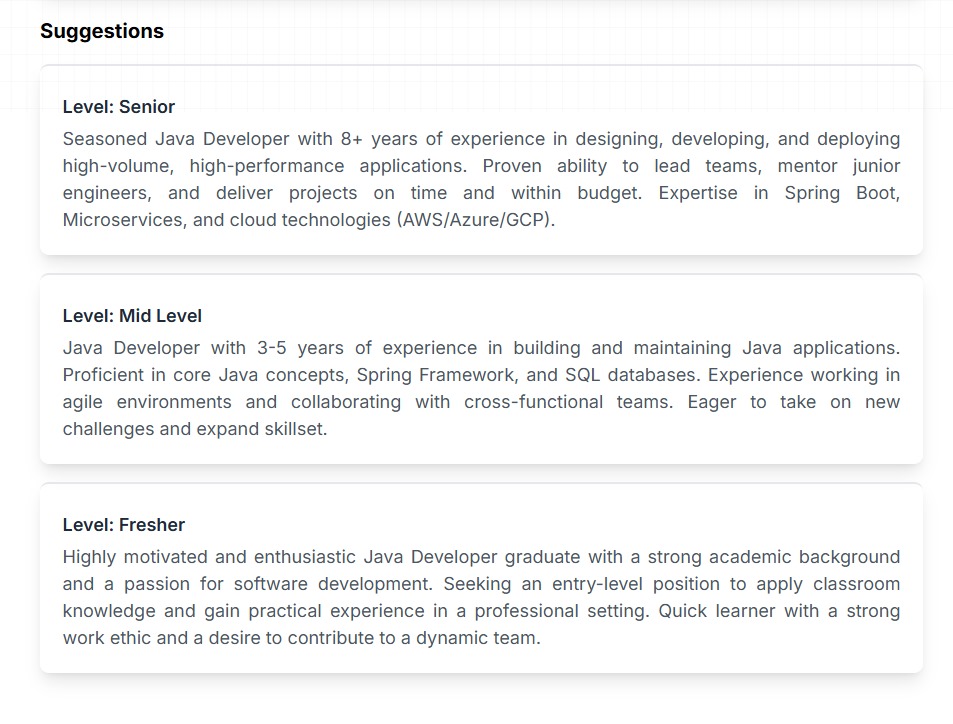 Suggestions
Level: Senior
Seasoned Java Developer with 8+ years of experience in designing, developing, and deploying
high-volume, high-performance applications. Proven ability to lead teams, mentor junior
engineers, and deliver projects on time and within budget. Expertise in Spring Boot,
Microservices, and cloud technologies (AWS/Azure/GCP).
Level: Mid Level
Java Developer with 3-5 years of experience in building and maintaining Java applications.
Proficient in core Java concepts, Spring Framework, and SQL databases. Experience working in
agile environments and collaborating with cross-functional teams. Eager to take on new
challenges and expand skillset.
Level: Fresher
Highly motivated and enthusiastic Java Developer graduate with a strong academic background
and a passion for software development. Seeking an entry-level position to apply classroom
knowledge and gain practical experience in a professional setting. Quick learner with a strong
work ethic and a desire to contribute to a dynamic team.